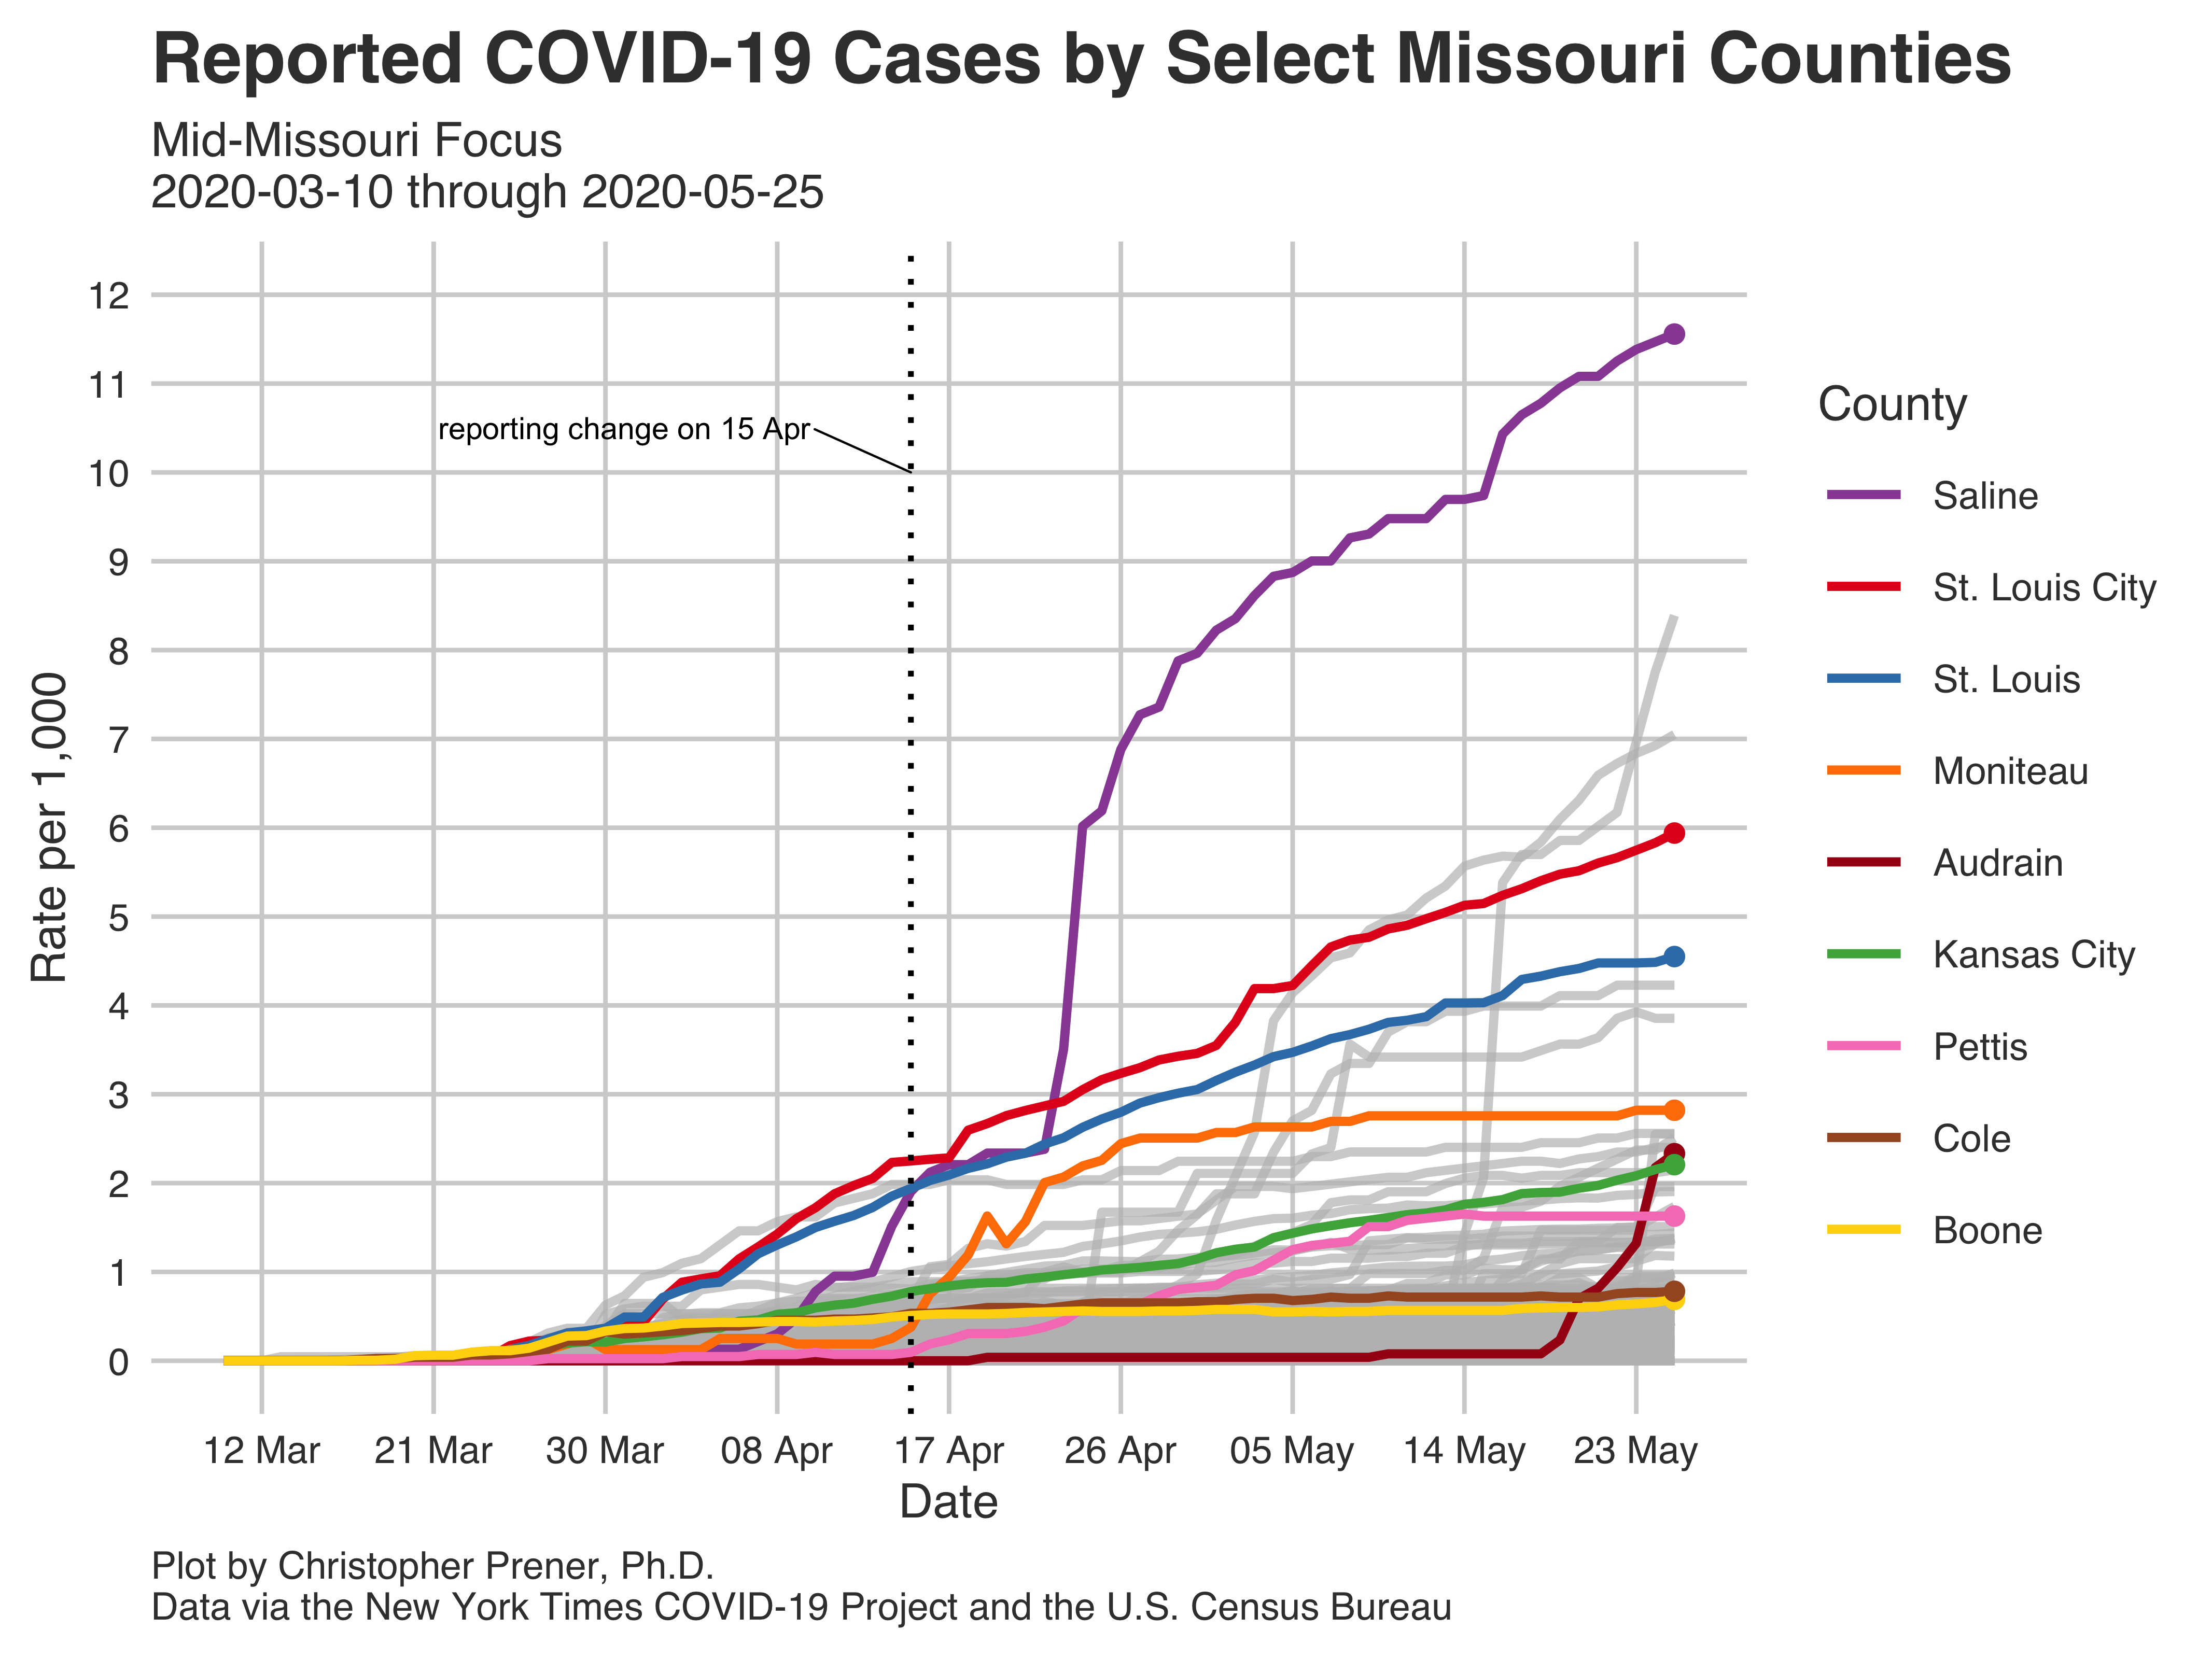 Reported COVID-19 Cases by Select Missouri Counties
Mid-Missouri Focus
2020-03-10 through 2020-05-25
12
11
reporting change on 15 Apr
10
9
8
7
6
5
4
3
2
1
0
Rate per 1,000
12 Mar
21 Mar
30 Mar
08 Apr
17 Apr
26 Apr
05 May
14 May
23 May
Date
County
Saline
St. Louis City
St. Louis
Moniteau
Audrain
Kansas City
Pettis
Cole
Boone
Plot by Christopher Prener, Ph.D.
Data via the New York Times COVID-19 Project and the U.S. Census Bureau